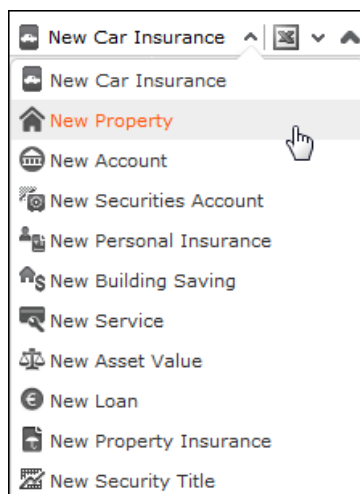 New Car Insurance
New Car Insurance
New Property
New Account
New Securities Account
New Personal Insurance
New Building Saving
New Service
New Asset Value
New Loan
New Property Insurance
New Security Title